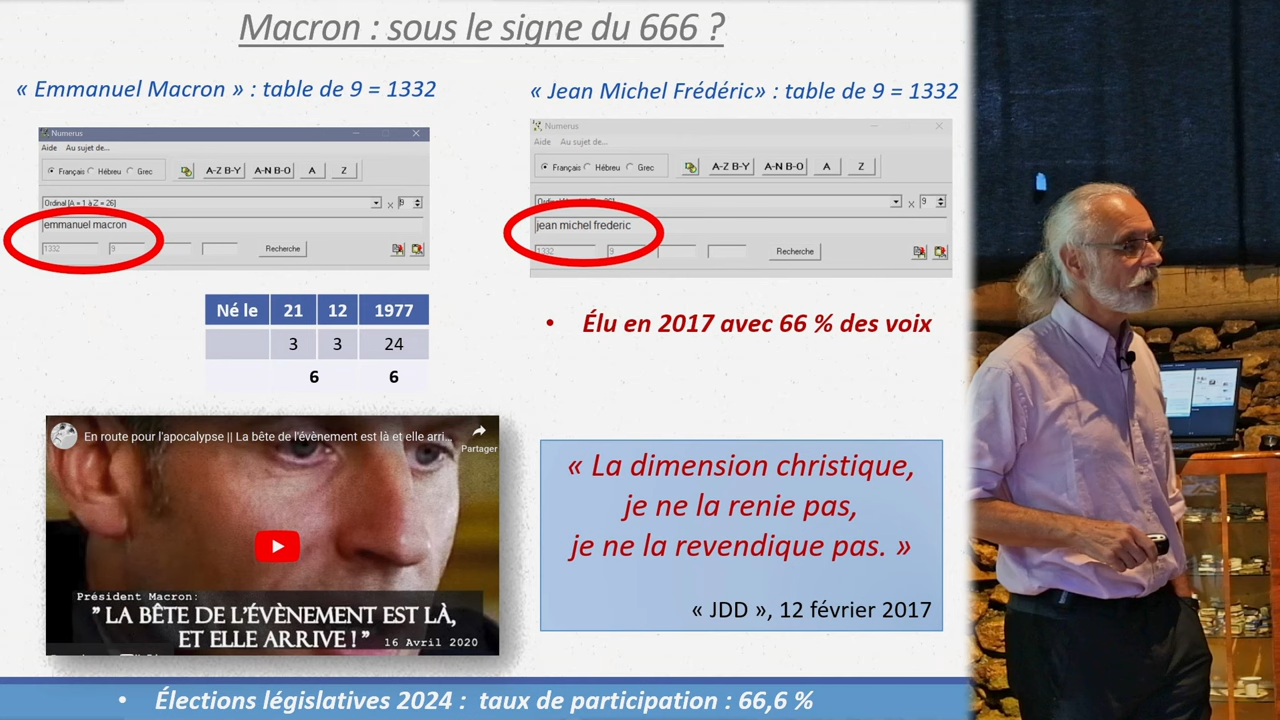 Macron : sous le signe du 666 ?
« Emmanuel Macron » : table de 9 = 1332
« Jean Michel Frédéric» : table de 9 = 1332
Numerus
Aide Au sujet de...
Français Hébreu Grec A-Z B-Y A-N B-O A Z
Ordinal [A = 1 à Z = 26] x 9
emmanuel macron
1332 9 Recherche
Numerus
Aide Au sujet de...
Français Hébreu Grec A-Z B-Y A-N B-O A Z
x 9
jean michel frederic
1332 9 Recherche
Né le 21 12 1977
3 3 24
6 6
• Élu en 2017 avec 66 % des voix
En route pour l'apocalypse || La bête de l'évènement est là et elle arri...
Partager
Président Macron:
" LA BÊTE DE L'ÉVÈNEMENT EST LÀ,
ET ELLE ARRIVE ! " 16 Avril 2020
« La dimension christique,
je ne la renie pas,
je ne la revendique pas. »
« JDD », 12 février 2017
• Élections législatives 2024 : taux de participation : 66,6 %